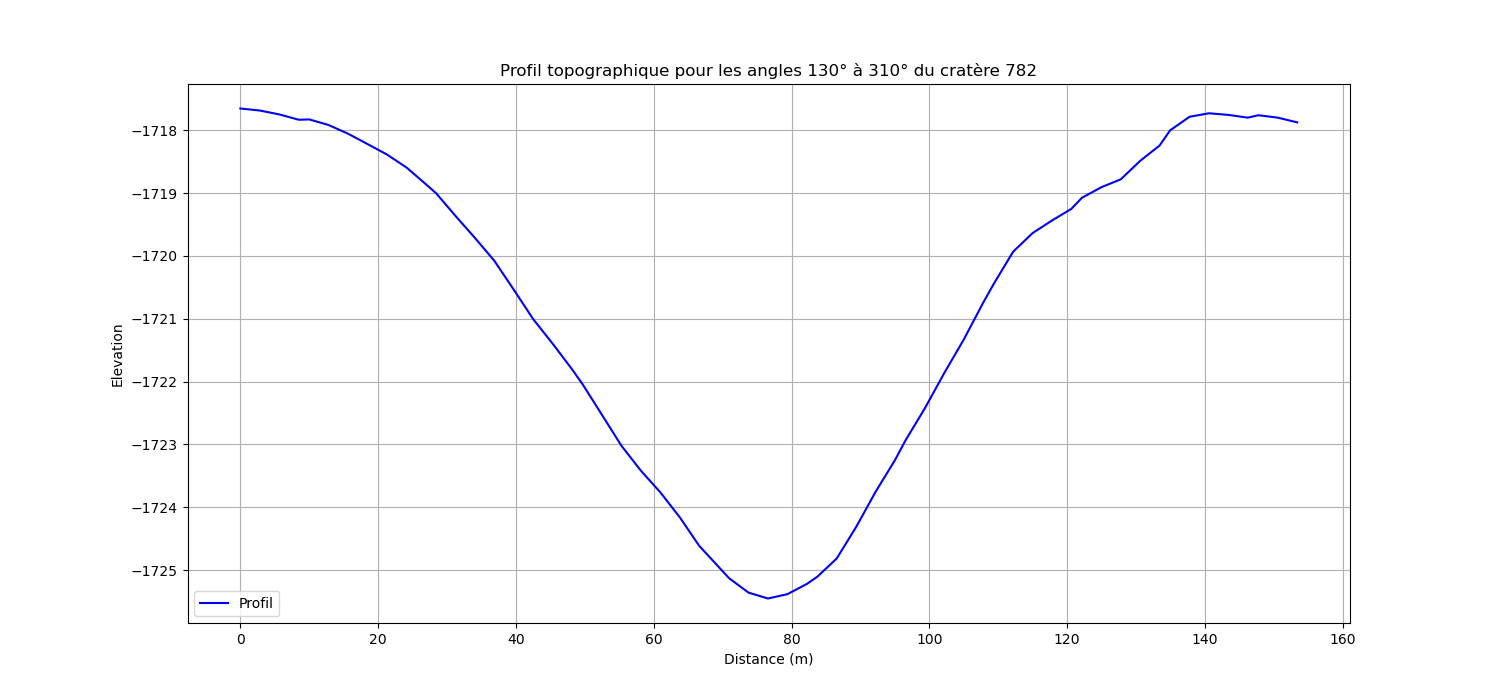 Profil topographique pour les angles 130° à 310° du cratère 782
Elevation
−1718
−1719
−1720
−1721
−1722
−1723
−1724
−1725
Profil
0 20 40 60 80 100 120 140 160
Distance (m)